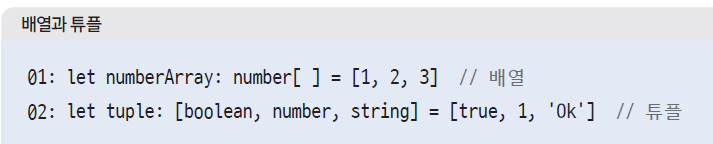 배열과 튜플
01: let numberArray: number[ ] = [1, 2, 3] // 배열
02: let tuple: [boolean, number, string] = [true, 1, 'Ok'] // 튜플